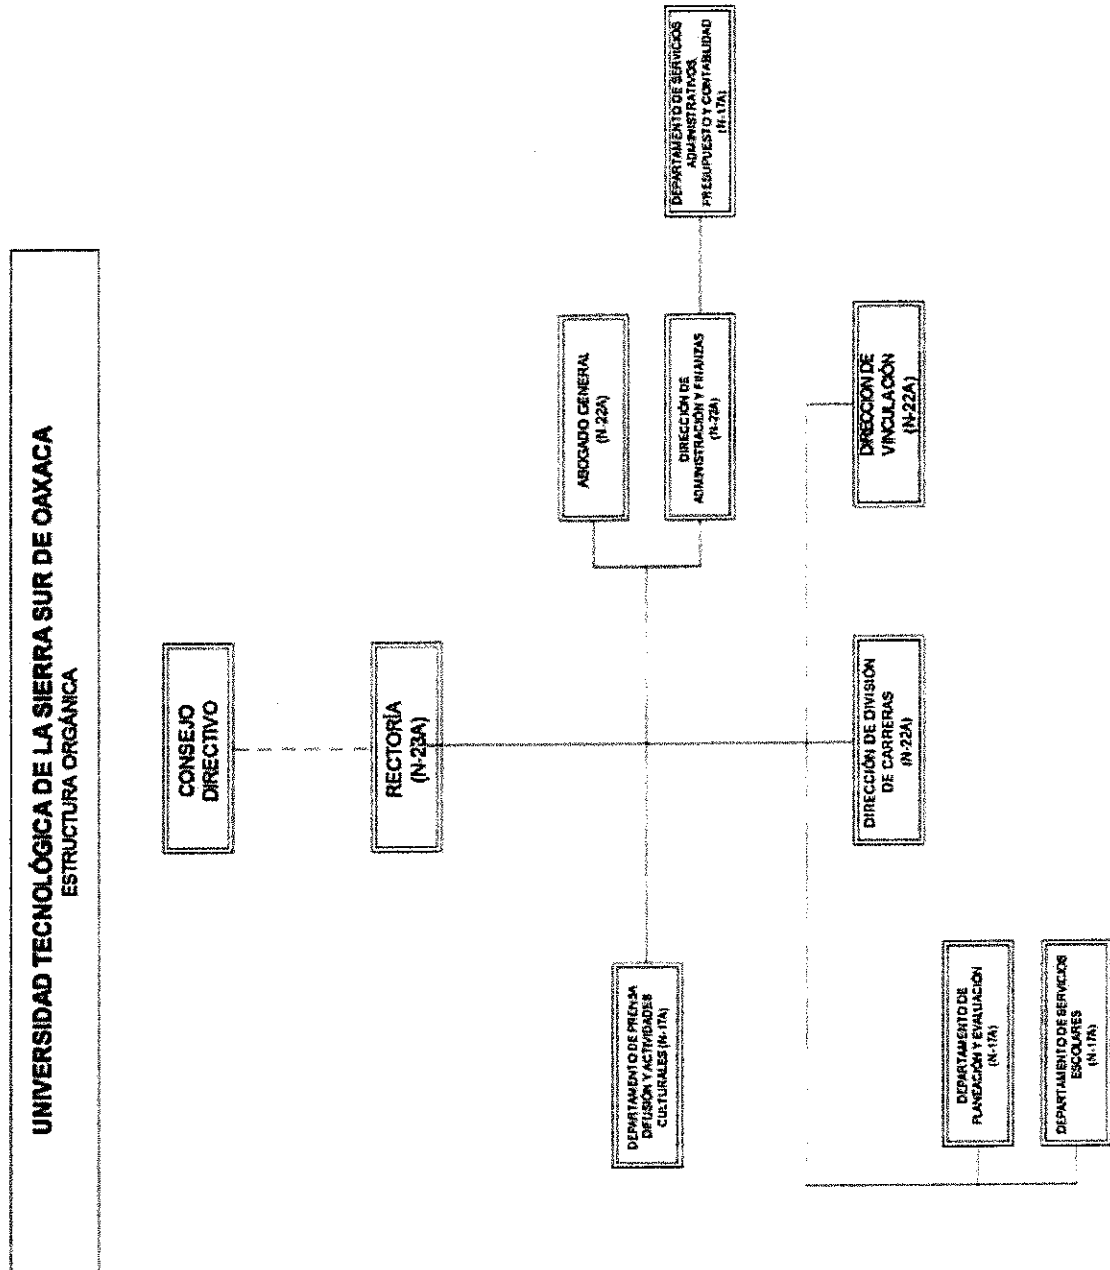 UNIVERSIDAD TECNOLÓGICA DE LA SIERRA SUR DE OAXACA
ESTRUCTURA ORGÁNICA
CONSEJO
DIRECTIVO
RECTORÍA
(N-23A)
DEPARTAMENTO DE PRENSA
DIFUSIÓN Y ACTIVIDADES
CULTURALES (N-17A)
ABOGADO GENERAL
(N-22A)
DIRECCIÓN DE
ADMINISTRACIÓN Y FINANZAS
(N-22A)
DEPARTAMENTO DE SERVICIOS
ADMINISTRATIVOS,
PRESUPUESTO Y CONTABILIDAD
(N-17A)
DIRECCIÓN DE DIVISIÓN
DE CARRERAS
(N-22A)
DIRECCION DE
VINCULACIÓN
(N-22A)
DEPARTAMENTO DE
PLANEACIÓN Y EVALUACIÓN
(N-17A)
DEPARTAMENTO DE SERVICIOS
ESCOLARES
(N-17A)